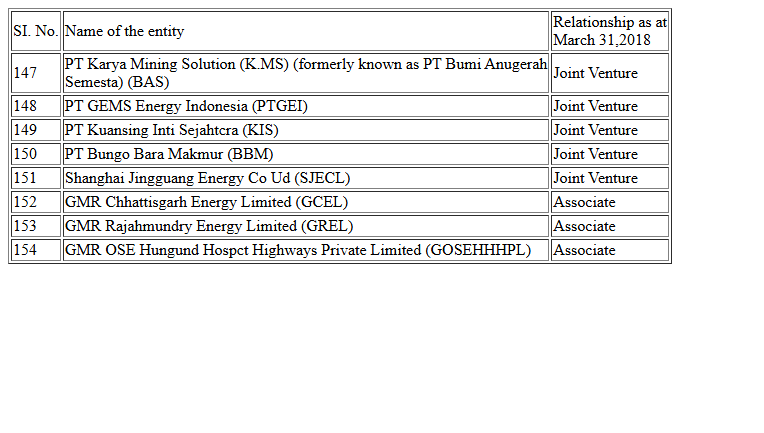 SI. No. Name of the entity Relationship as at
March 31,2018
147 PT Karya Mining Solution (K.MS) (formerly known as PT Bumi Anugerah
Semesta) (BAS) Joint Venture
148 PT GEMS Energy Indonesia (PTGEI) Joint Venture
149 PT Kuansing Inti Sejahtcra (KIS) Joint Venture
150 PT Bungo Bara Makmur (BBM) Joint Venture
151 Shanghai Jingguang Energy Co Ud (SJECL) Joint Venture
152 GMR Chhattisgarh Energy Limited (GCEL) Associate
153 GMR Rajahmundry Energy Limited (GREL) Associate
154 GMR OSE Hungund Hospct Highways Private Limited (GOSEHHHPL) Associate